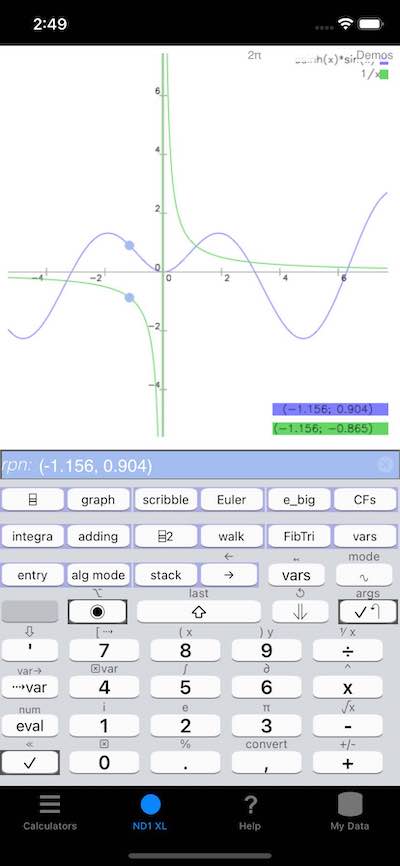 2:49
2π Demos
1/x
6
4
2
0
−4 −2 0 2 4 6
−2
−4
(−1.156; 0.904)
(−1.156; −0.865)
rpn: (-1.156, 0.904)
graph scribble Euler e_big CFs
integra adding 2 walk FibTri vars
← mode
entry alg mode stack → vars
last args
[ ( x ) y ¹⁄ x
' 7 8 9 ÷
var→ var ∫ ∂ ^
var 4 5 6 x
num i e π √x
eval 1 2 3 -
« % convert +/-
✓ 0 . , +
Calculators ND1 XL Help My Data